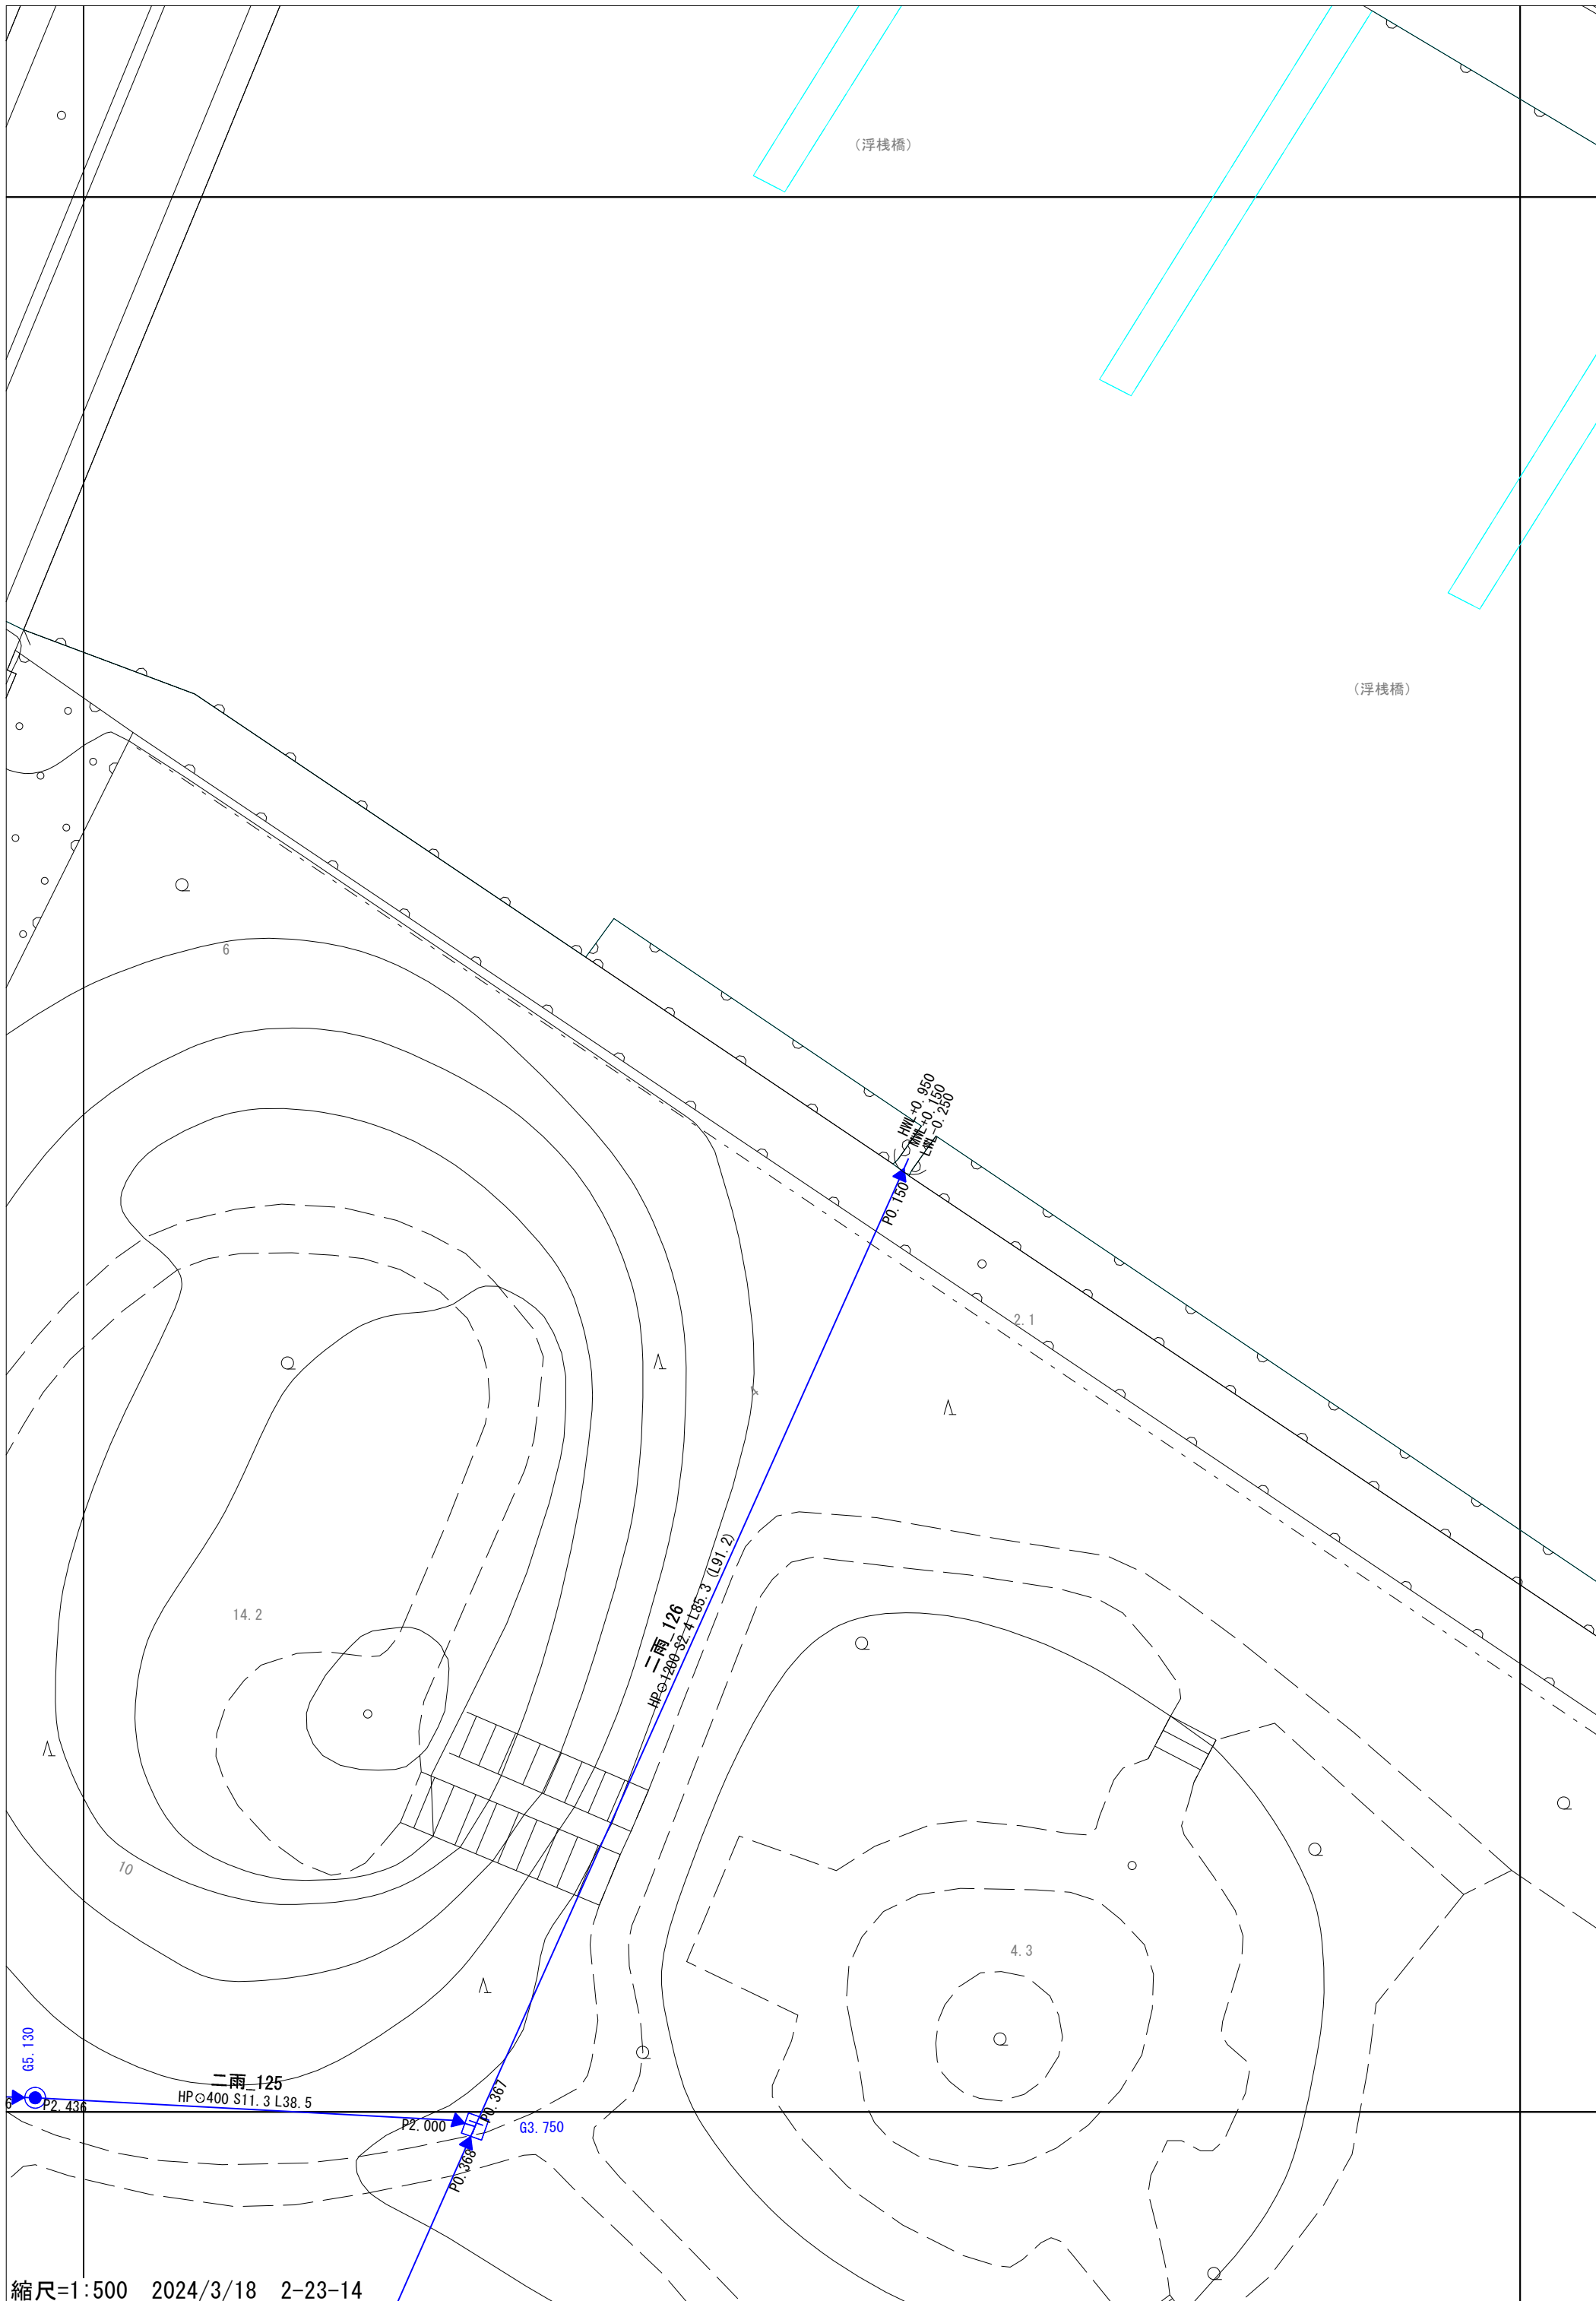 (浮桟橋)
(浮桟橋)
6
HWL+0.950
MWL+0.150
LWL-0.250
P0.150
2.1
4
14.2
二雨_126
HP⊙1200 S2.4 L85.3 (L91.2)
10
4.3
G5.130
二雨_125
HP⊙400 S11.3 L38.5
6
P2.436
P2.000
P0.367
G3.750
P0.368
縮尺=1:500 2024/3/18 2-23-14